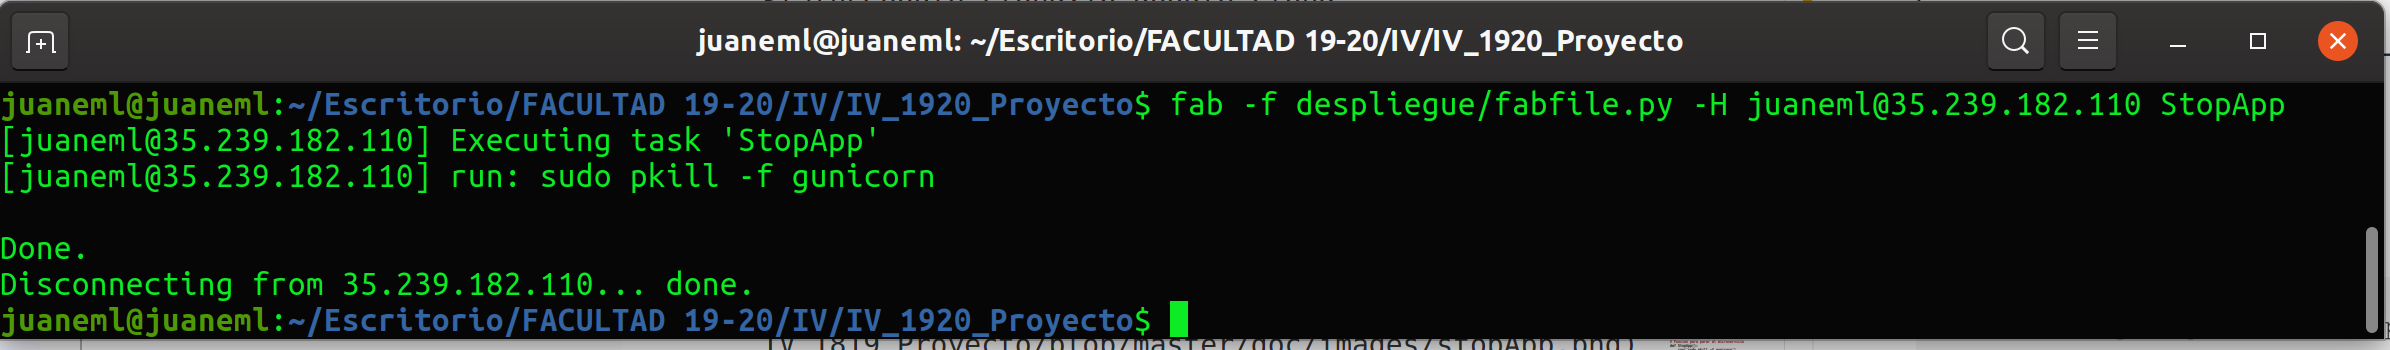 juaneml@juaneml: ~/Escritorio/FACULTAD 19-20/IV/IV_1920_Proyecto
juaneml@juaneml:~/Escritorio/FACULTAD 19-20/IV/IV_1920_Proyecto$ fab -f despliegue/fabfile.py -H juaneml@35.239.182.110 StopApp
[juaneml@35.239.182.110] Executing task 'StopApp'
[juaneml@35.239.182.110] run: sudo pkill -f gunicorn
Done.
Disconnecting from 35.239.182.110... done.
juaneml@juaneml:~/Escritorio/FACULTAD 19-20/IV/IV_1920_Proyecto$
IV_1819_Proyecto/blob/master/doc/images/stopApp.png)